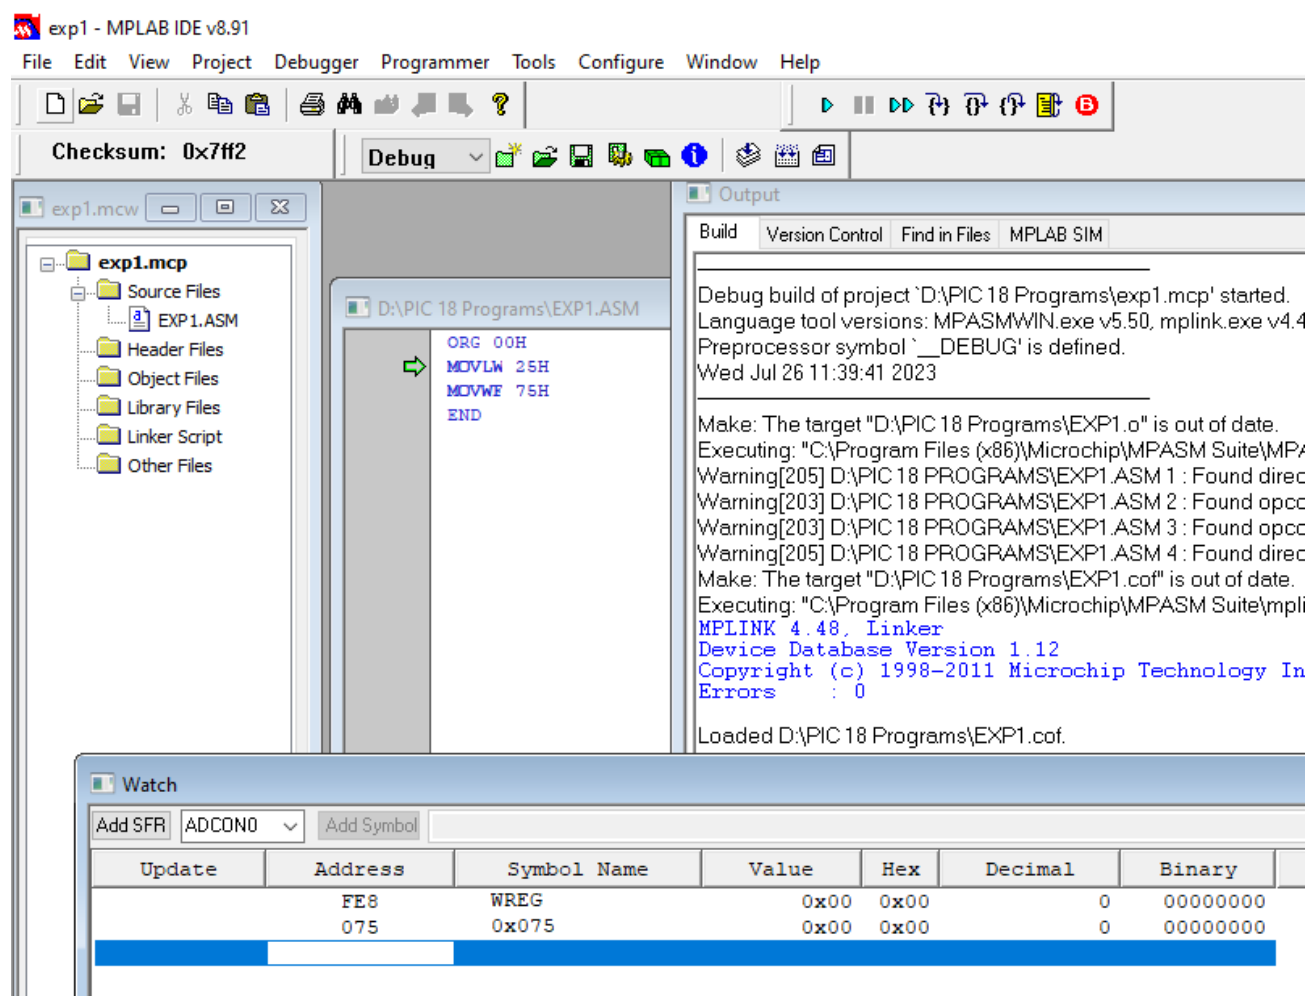 exp1 - MPLAB IDE v8.91
File Edit View Project Debugger Programmer Tools Configure Window Help
Checksum: 0x7ff2
Debug
exp1.mcw
exp1.mcp
Source Files
EXP1.ASM
Header Files
Object Files
Library Files
Linker Script
Other Files
D:\PIC 18 Programs\EXP1.ASM
ORG 00H
MOVLW 25H
MOVWF 75H
END
Output
Build Version Control Find in Files MPLAB SIM
Debug build of project `D:\PIC 18 Programs\exp1.mcp' started.
Language tool versions: MPASMWIN.exe v5.50, mplink.exe v4.4
Preprocessor symbol `__DEBUG' is defined.
Wed Jul 26 11:39:41 2023
Make: The target "D:\PIC 18 Programs\EXP1.o" is out of date.
Executing: "C:\Program Files (x86)\Microchip\MPASM Suite\MPA
Warning[205] D:\PIC 18 PROGRAMS\EXP1.ASM 1 : Found direc
Warning[203] D:\PIC 18 PROGRAMS\EXP1.ASM 2 : Found opco
Warning[203] D:\PIC 18 PROGRAMS\EXP1.ASM 3 : Found opco
Warning[205] D:\PIC 18 PROGRAMS\EXP1.ASM 4 : Found direc
Make: The target "D:\PIC 18 Programs\EXP1.cof" is out of date.
Executing: "C:\Program Files (x86)\Microchip\MPASM Suite\mpli
MPLINK 4.48, Linker
Device Database Version 1.12
Copyright (c) 1998-2011 Microchip Technology In
Errors : 0
Loaded D:\PIC 18 Programs\EXP1.cof.
Watch
Add SFR ADCON0 Add Symbol
Update Address Symbol Name Value Hex Decimal Binary
FE8 WREG 0x00 0x00 0 00000000
075 0x075 0x00 0x00 0 00000000